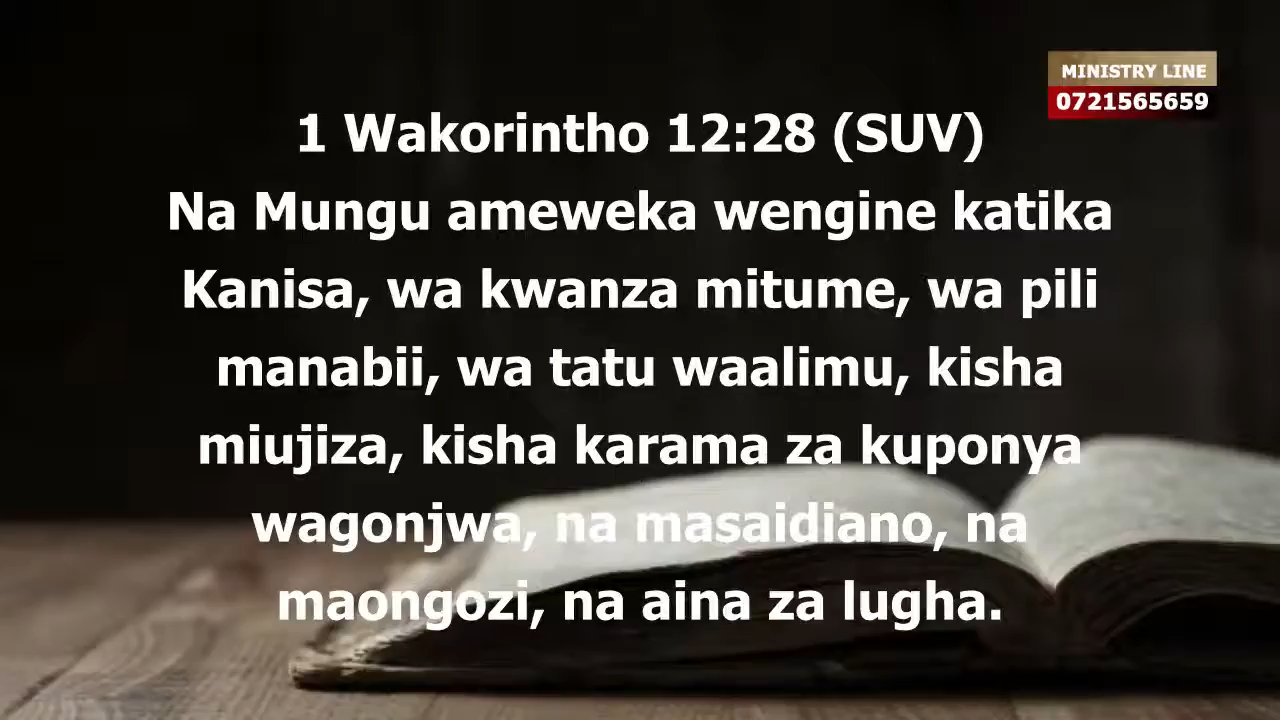 MINISTRY LINE
0721565659
1 Wakorintho 12:28 (SUV)
Na Mungu ameweka wengine katika
Kanisa, wa kwanza mitume, wa pili
manabii, wa tatu waalimu, kisha
miujiza, kisha karama za kuponya
wagonjwa, na masaidiano, na
maongozi, na aina za lugha.